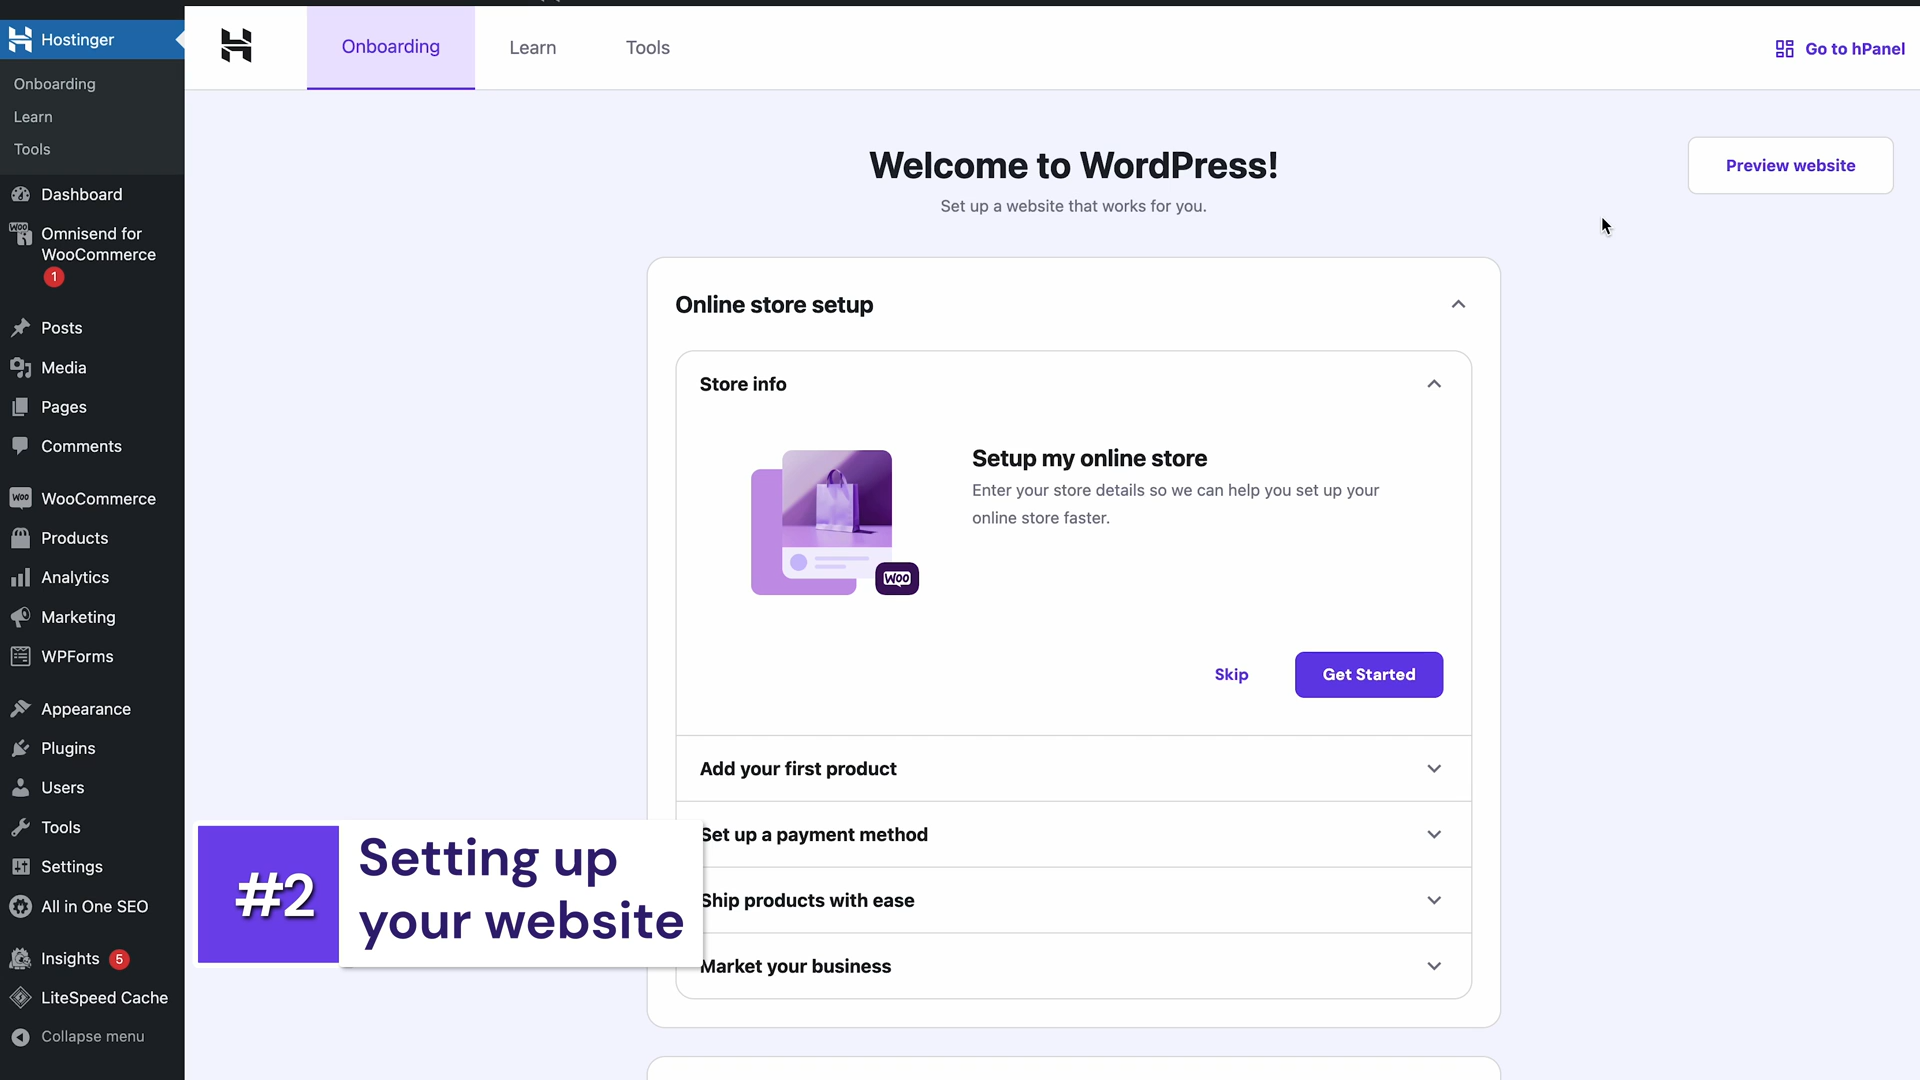 Hostinger
Onboarding
Learn
Tools
Dashboard
Omnisend for
WooCommerce
1
Posts
Media
Pages
Comments
WooCommerce
Products
Analytics
Marketing
WPForms
Appearance
Plugins
Users
Tools
Settings
All in One SEO
Insights 5
LiteSpeed Cache
Collapse menu
Onboarding
Learn
Tools
Go to hPanel
Welcome to WordPress!
Set up a website that works for you.
Preview website
Online store setup
Store info
Setup my online store
Enter your store details so we can help you set up your
online store faster.
Woo
Skip
Get Started
Add your first product
Set up a payment method
Ship products with ease
Market your business
#2
Setting up
your website